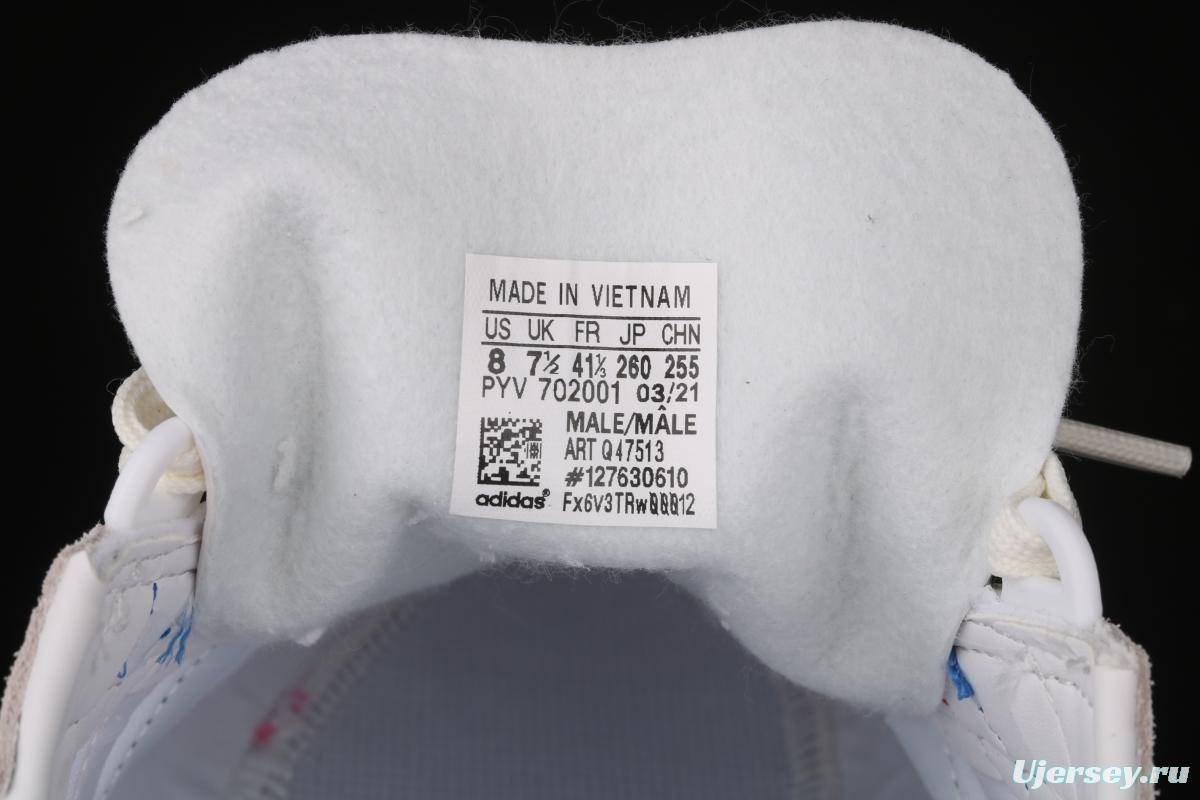 MADE IN VIETNAM
US UK FR JP CHN
8 7½ 41⅓ 260 255
PYV 702001 03/21
MALE/MÂLE
ART Q47513
#127630610
adidas®
Ujersey.ru